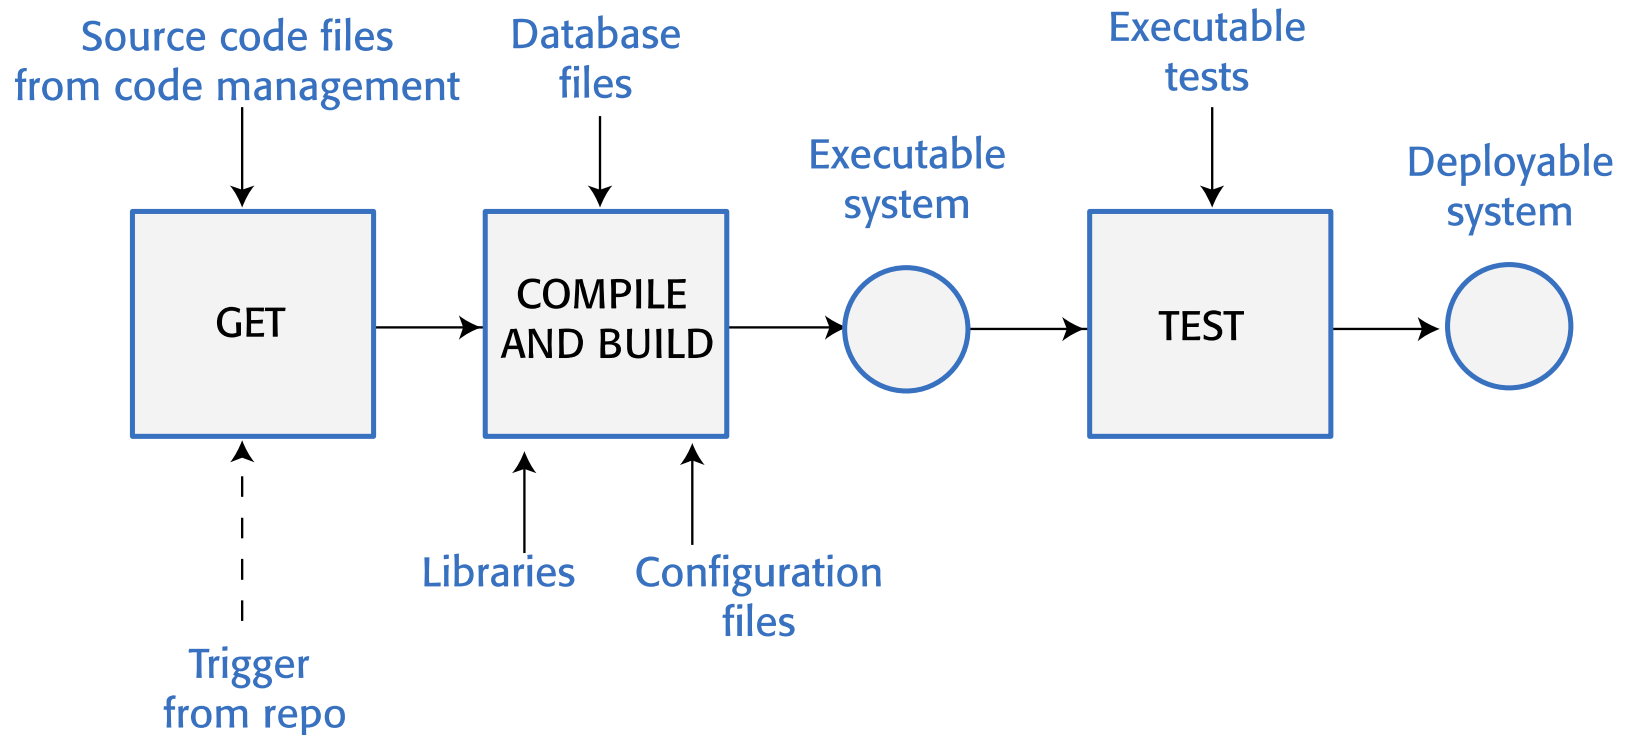 Source code files
from code management
Database
files
Executable
tests
Executable
system
Deployable
system
GET
COMPILE
AND BUILD
TEST
Libraries
Configuration
files
Trigger
from repo